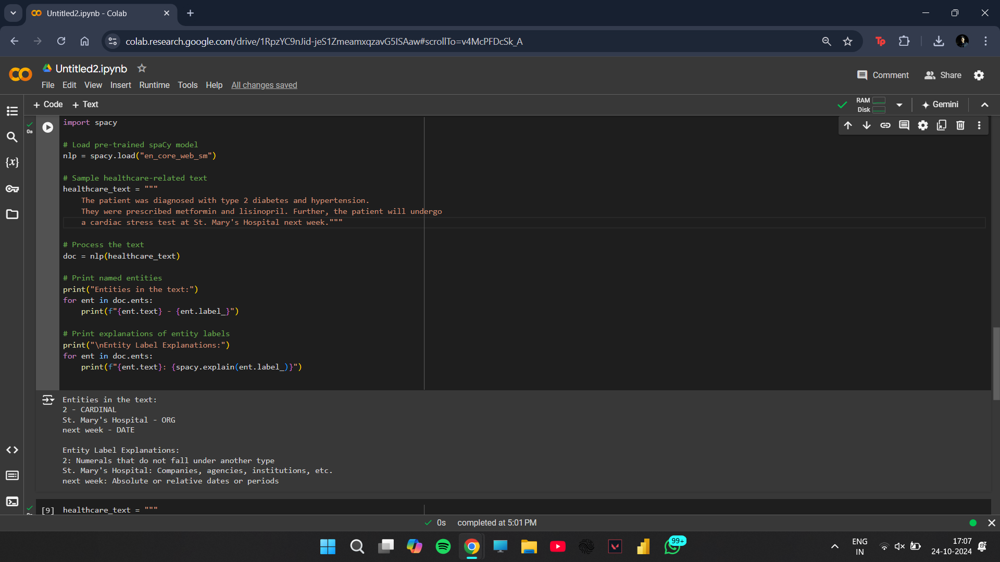 Untitled2.ipynb - Colab
colab.research.google.com/drive/1RpzYC9nJid-jeS1ZmeamxqzavG5ISAaw#scrollTo=v4McPFDcSk_A
Tp
Untitled2.ipynb
Comment
Share
File Edit View Insert Runtime Tools Help All changes saved
+ Code + Text
RAM
Disk
Gemini
0s
import spacy
# Load pre-trained spaCy model
nlp = spacy.load("en_core_web_sm")
# Sample healthcare-related text
healthcare_text = """
The patient was diagnosed with type 2 diabetes and hypertension.
They were prescribed metformin and lisinopril. Further, the patient will undergo
a cardiac stress test at St. Mary's Hospital next week."""
# Process the text
doc = nlp(healthcare_text)
# Print named entities
print("Entities in the text:")
for ent in doc.ents:
print(f"{ent.text} - {ent.label_}")
# Print explanations of entity labels
print("\nEntity Label Explanations:")
for ent in doc.ents:
print(f"{ent.text}: {spacy.explain(ent.label_)}")
Entities in the text:
2 - CARDINAL
St. Mary's Hospital - ORG
next week - DATE
Entity Label Explanations:
2: Numerals that do not fall under another type
St. Mary's Hospital: Companies, agencies, institutions, etc.
next week: Absolute or relative dates or periods
[9] healthcare_text = """
0s completed at 5:01 PM
99+
ENG
IN
17:07
24-10-2024